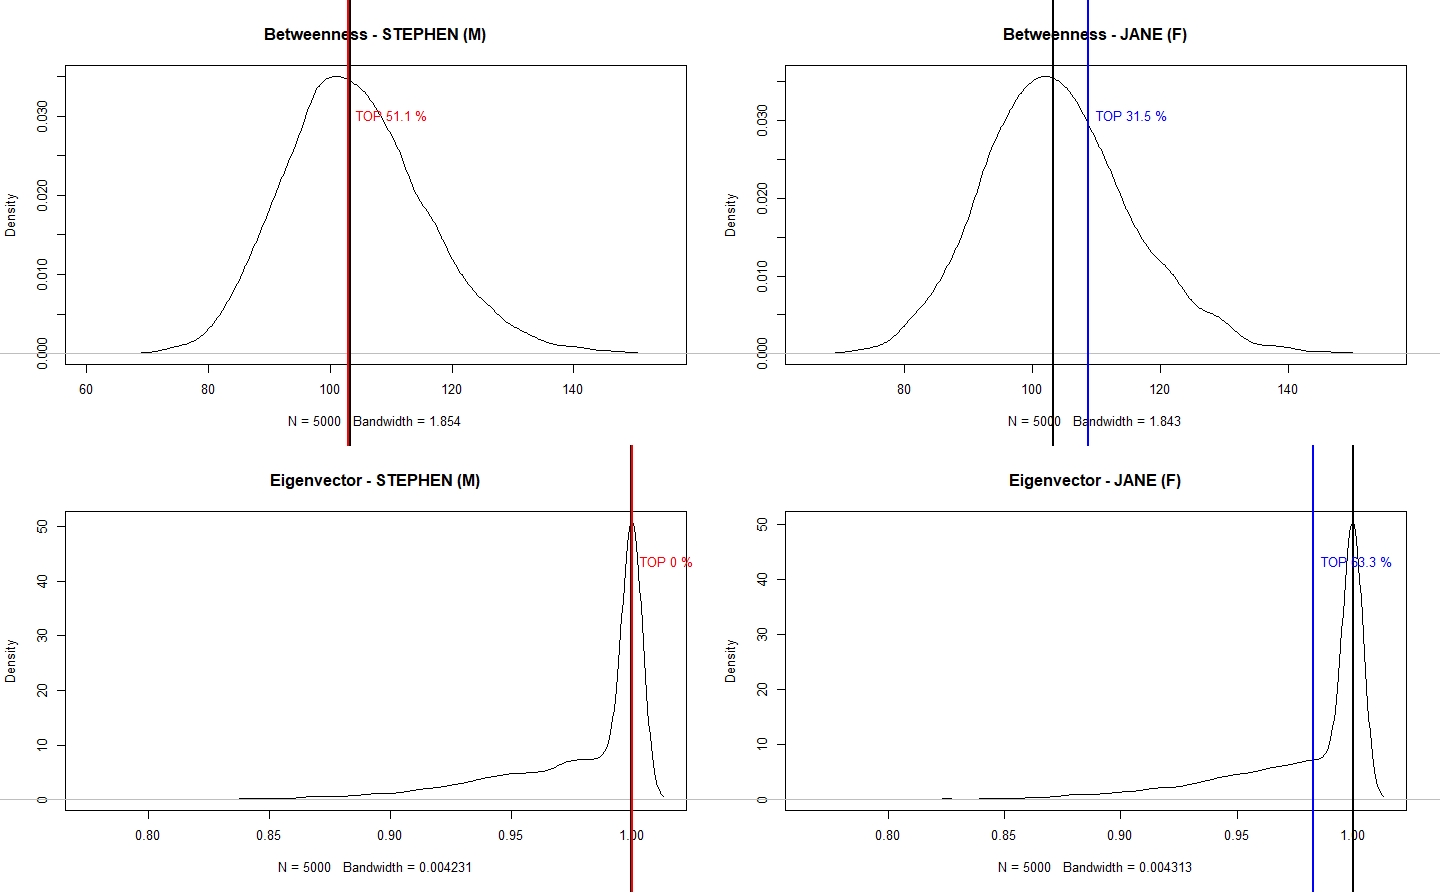 Betweenness - STEPHEN (M)
Density
0.000
0.010
0.020
0.030
TOP 51.1 %
60
80
100
120
140
N = 5000 Bandwidth = 1.854
Betweenness - JANE (F)
Density
0.000
0.010
0.020
0.030
TOP 31.5 %
80
100
120
140
N = 5000 Bandwidth = 1.843
Eigenvector - STEPHEN (M)
Density
0
10
20
30
40
50
TOP 0 %
0.80
0.85
0.90
0.95
1.00
N = 5000 Bandwidth = 0.004231
Eigenvector - JANE (F)
Density
0
10
20
30
40
50
TOP 63.3 %
0.80
0.85
0.90
0.95
1.00
N = 5000 Bandwidth = 0.004313